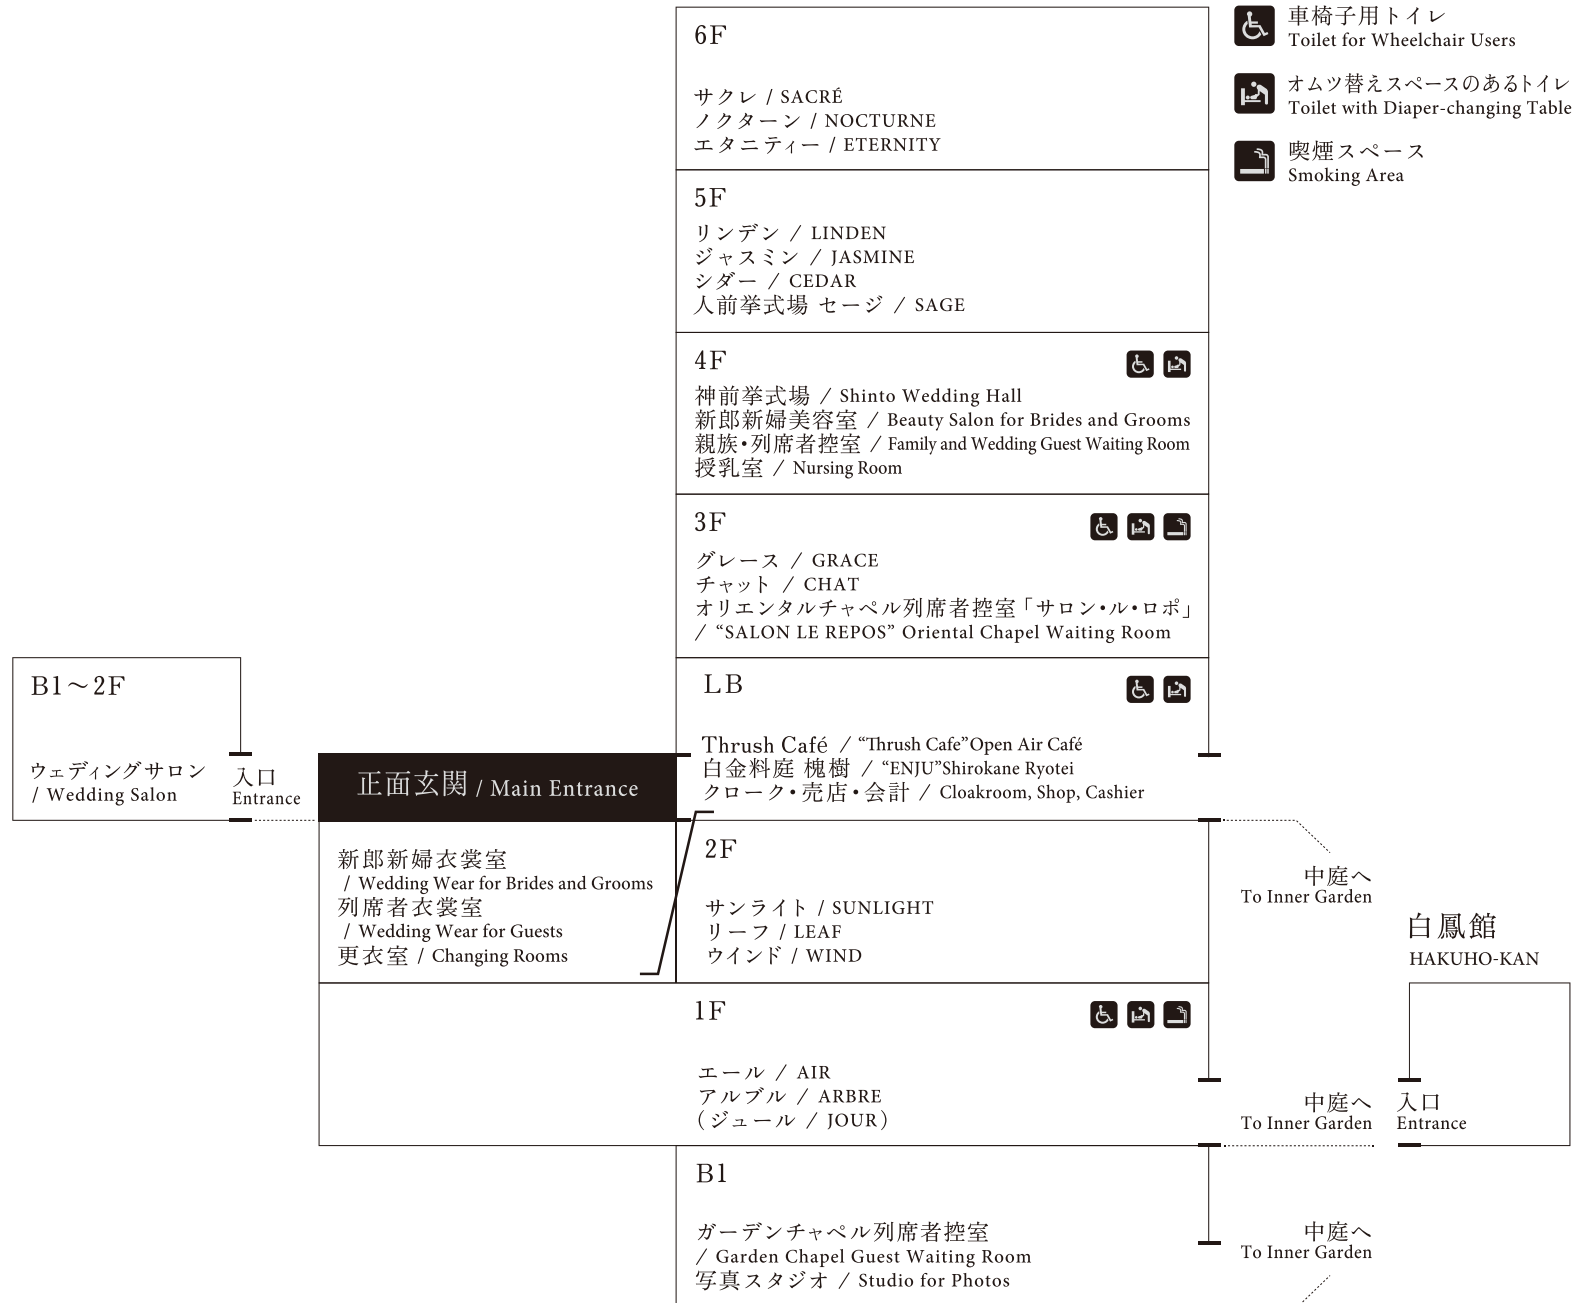 6F
サクレ / SACRÉ
ノクターン / NOCTURNE
エタニティー / ETERNITY
5F
リンデン / LINDEN
ジャスミン / JASMINE
シダー / CEDAR
人前挙式場 セージ / SAGE
4F
神前挙式場 / Shinto Wedding Hall
新郎新婦美容室 / Beauty Salon for Brides and Grooms
親族・列席者控室 / Family and Wedding Guest Waiting Room
授乳室 / Nursing Room
3F
グレース / GRACE
チャット / CHAT
オリエンタルチャペル列席者控室「サロン・ル・ロポ」
/ “SALON LE REPOS” Oriental Chapel Waiting Room
LB
Thrush Café / “Thrush Cafe”Open Air Café
白金料庭 槐樹 / “ENJU”Shirokane Ryotei
クローク・売店・会計 / Cloakroom, Shop, Cashier
2F
サンライト / SUNLIGHT
リーフ / LEAF
ウインド / WIND
1F
エール / AIR
アルブル / ARBRE
(ジュール / JOUR)
B1
ガーデンチャペル列席者控室
/ Garden Chapel Guest Waiting Room
写真スタジオ / Studio for Photos
車椅子用トイレ
Toilet for Wheelchair Users
オムツ替えスペースのあるトイレ
Toilet with Diaper-changing Table
喫煙スペース
Smoking Area
B1～2F
ウェディングサロン
/ Wedding Salon
入口
Entrance
正面玄関 / Main Entrance
新郎新婦衣裳室
/ Wedding Wear for Brides and Grooms
列席者衣裳室
/ Wedding Wear for Guests
更衣室 / Changing Rooms
中庭へ
To Inner Garden
白鳳館
HAKUHO-KAN
中庭へ
To Inner Garden
入口
Entrance
中庭へ
To Inner Garden